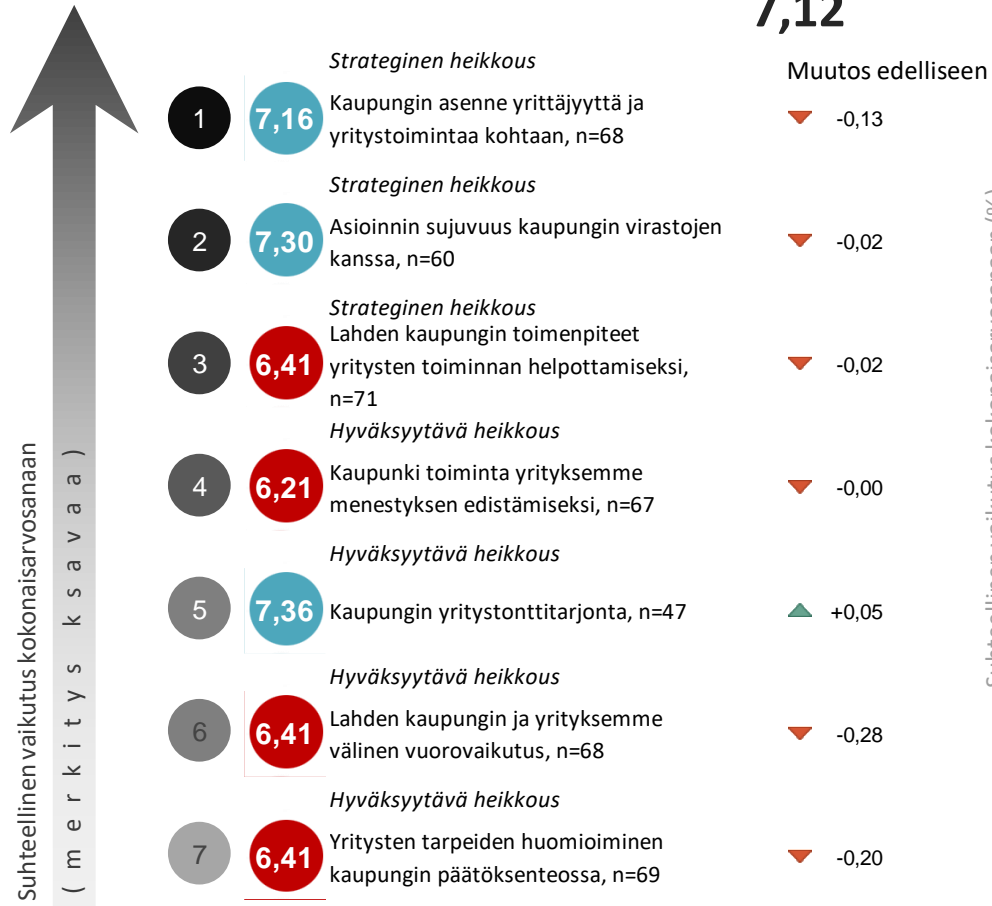 7,12
Muutos edelliseen
Strateginen heikkous
1
7,16
Kaupungin asenne yrittäjyyttä ja
yritystoimintaa kohtaan, n=68
-0,13
Strateginen heikkous
2
7,30
Asioinnin sujuvuus kaupungin virastojen
kanssa, n=60
-0,02
Strateginen heikkous
3
6,41
Lahden kaupungin toimenpiteet
yritysten toiminnan helpottamiseksi,
n=71
-0,02
Hyväksyytävä heikkous
4
6,21
Kaupunki toiminta yrityksemme
menestyksen edistämiseksi, n=67
-0,00
Hyväksyytävä heikkous
5
7,36
Kaupungin yritystonttitarjonta, n=47
+0,05
Hyväksyytävä heikkous
6
6,41
Lahden kaupungin ja yrityksemme
välinen vuorovaikutus, n=68
-0,28
Hyväksyytävä heikkous
7
6,41
Yritysten tarpeiden huomioiminen
kaupungin päätöksenteossa, n=69
-0,20
Suhteellinen vaikutus kokonaisarvosanaan
( m e r k i t y s k s a v a a )